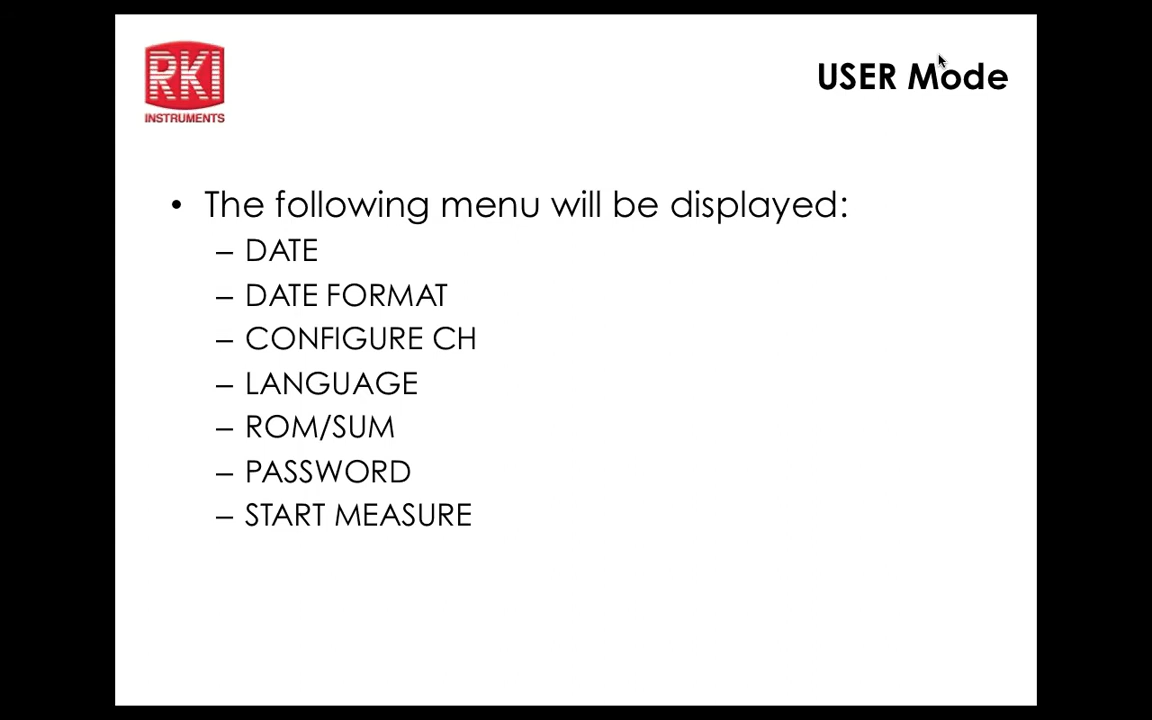 RKI
INSTRUMENTS
USER Mode
• The following menu will be displayed:
– DATE
– DATE FORMAT
– CONFIGURE CH
– LANGUAGE
– ROM/SUM
– PASSWORD
– START MEASURE